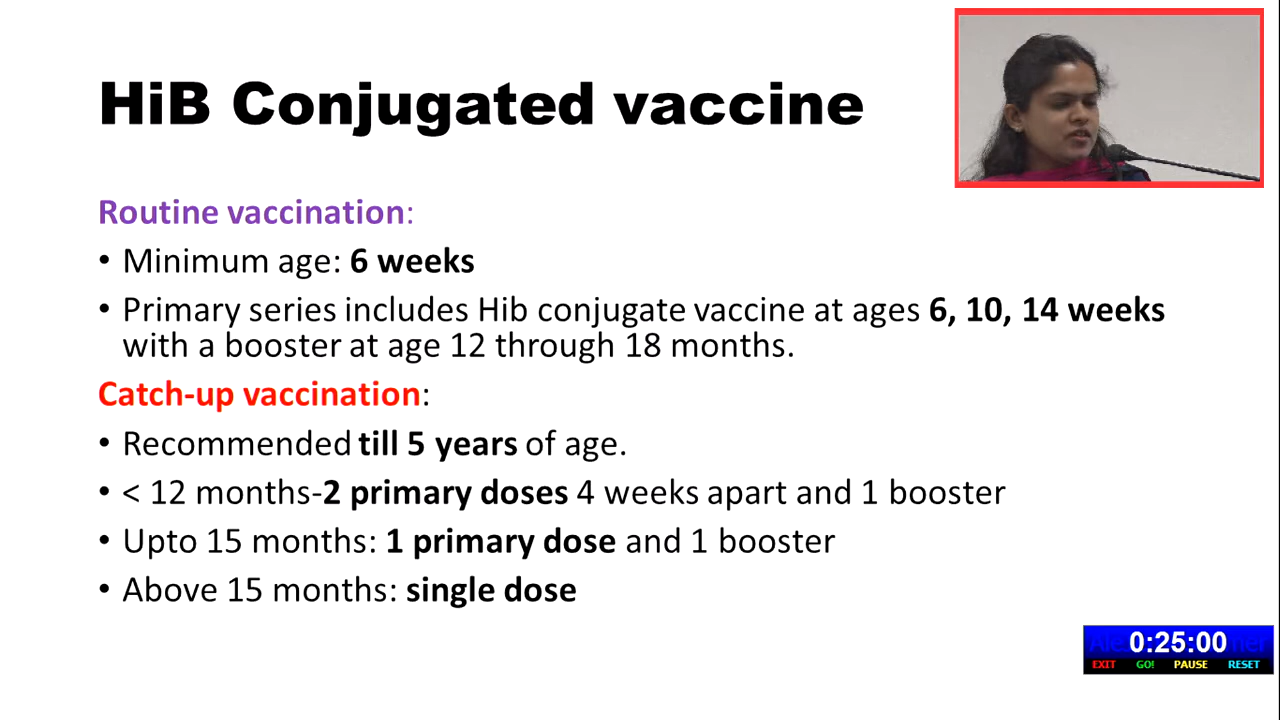 HiB Conjugated vaccine
Routine vaccination:
• Minimum age: 6 weeks
• Primary series includes Hib conjugate vaccine at ages 6, 10, 14 weeks
with a booster at age 12 through 18 months.
Catch-up vaccination:
• Recommended till 5 years of age.
• < 12 months-2 primary doses 4 weeks apart and 1 booster
• Upto 15 months: 1 primary dose and 1 booster
• Above 15 months: single dose
0:25:00
EXIT GO! PAUSE RESET